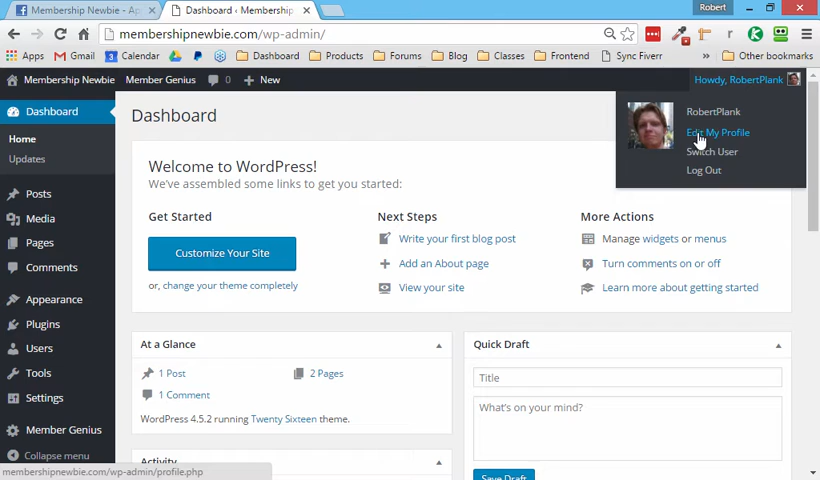 Membership Newbie - Ap
Dashboard ‹ Membership
Robert
membershipnewbie.com/wp-admin/
Apps
Gmail
Calendar
Dashboard
Products
Forums
Blog
Classes
Frontend
Sync Fiverr
»
Other bookmarks
Membership Newbie
Member Genius
0
New
Howdy, RobertPlank
RobertPlank
Edit My Profile
Switch User
Log Out
Dashboard
Home
Updates
Posts
Media
Pages
Comments
Appearance
Plugins
Users
Tools
Settings
Member Genius
Collapse menu
Dashboard
Welcome to WordPress!
We've assembled some links to get you started:
Get Started
Customize Your Site
or, change your theme completely
Next Steps
Write your first blog post
Add an About page
View your site
More Actions
Manage widgets or menus
Turn comments on or off
Learn more about getting started
At a Glance
1 Post
2 Pages
1 Comment
WordPress 4.5.2 running Twenty Sixteen theme.
Activity
Quick Draft
Title
What's on your mind?
Save Draft
membershipnewbie.com/wp-admin/profile.php